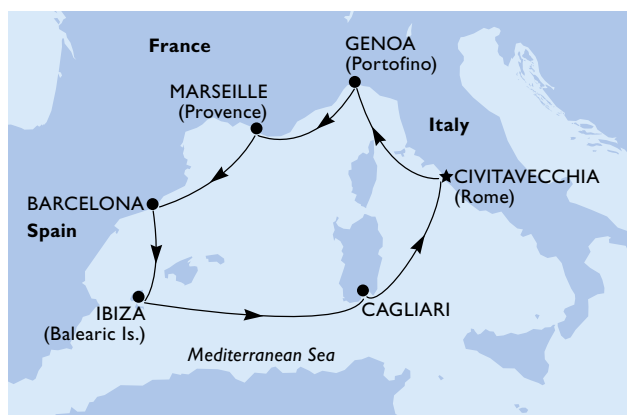 France
GENOA
(Portofino)
MARSEILLE
(Provence)
Italy
CIVITAVECCHIA
(Rome)
BARCELONA
Spain
IBIZA
(Balearic Is.)
CAGLIARI
Mediterranean Sea